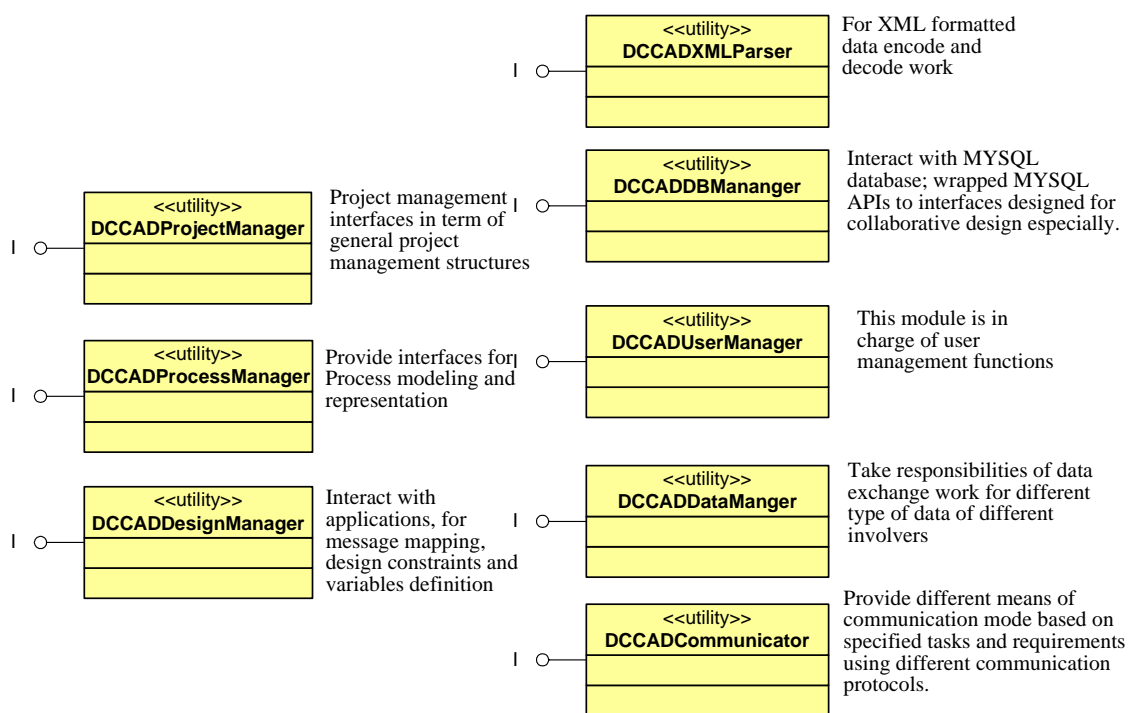 <<utility>>
DCCADXMLParser
I
For XML formatted
data encode and
decode work
<<utility>>
DCCADDBMananger
I
Interact with MYSQL
database; wrapped MYSQL
APIs to interfaces designed for
collaborative design especially.
<<utility>>
DCCADProjectManager
I
Project management
interfaces in term of
general project
management structures
<<utility>>
DCCADUserManager
I
This module is in
charge of user
management functions
<<utility>>
DCCADProcessManager
I
Provide interfaces for
Process modeling and
representation
<<utility>>
DCCADDataManger
I
Take responsibilities of data
exchange work for different
type of data of different
involvers
<<utility>>
DCCADDesignManager
I
Interact with
applications, for
message mapping,
design constraints and
variables definition
<<utility>>
DCCADCommunicator
I
Provide different means of
communication mode based on
specified tasks and requirements
using different communication
protocols.